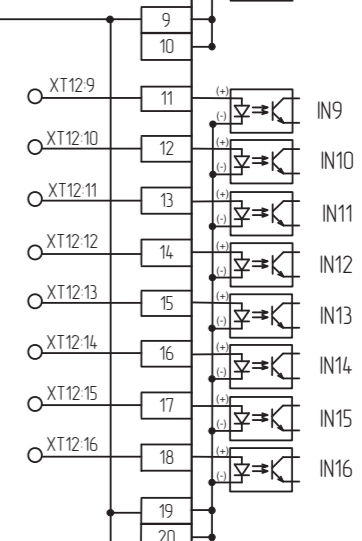 9
10
XT12:9 11 (+) (-) IN9
XT12:10 12 (+) (-) IN10
XT12:11 13 (+) (-) IN11
XT12:12 14 (+) (-) IN12
XT12:13 15 (+) (-) IN13
XT12:14 16 (+) (-) IN14
XT12:15 17 (+) (-) IN15
XT12:16 18 (+) (-) IN16
19
20